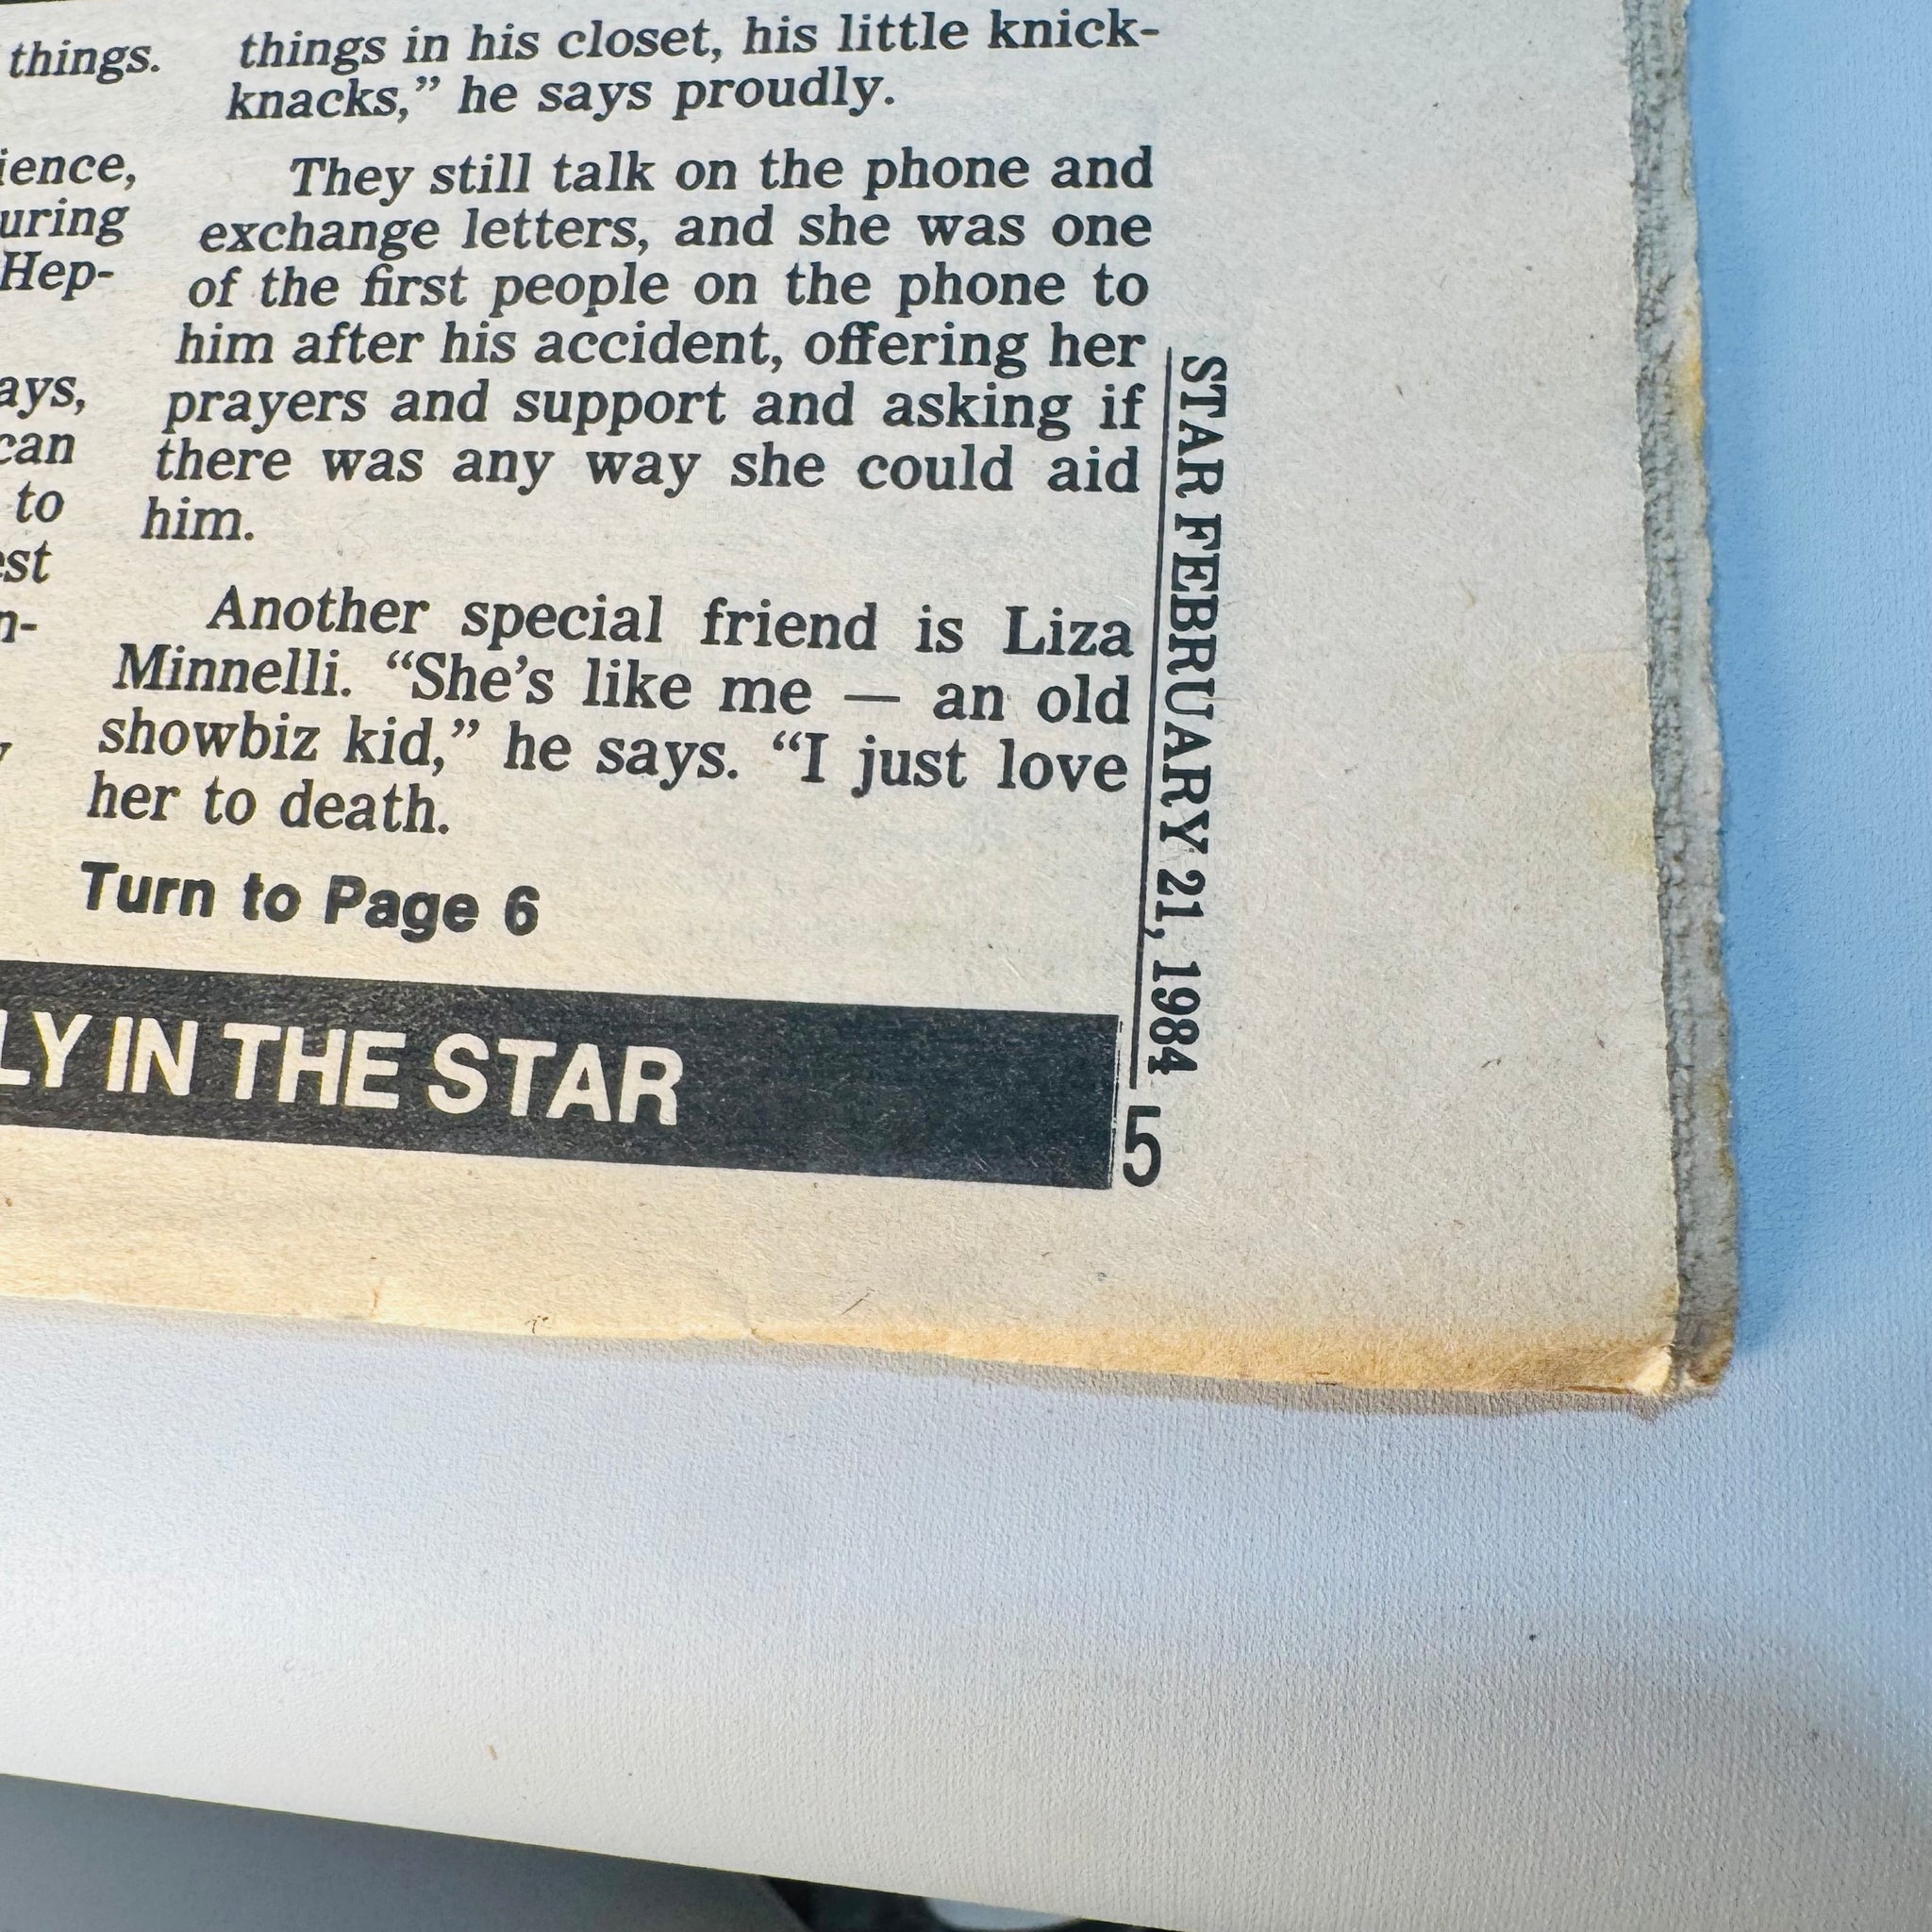 things.
uring
Hep-
to
things in his closet, his little knick-
knacks,” he says proudly.
They still talk on the phone and
exchange letters, and she was one
of the first people on the phone to
him after his accident, offering her
prayers and support and asking if
there was any way she could aid
him.
Another special friend is Liza
Minnelli. “She’s like me — an old
showbiz kid,” he says. “I just love
her to death.
Turn to Page 6
LY IN THE STAR
STAR FEBRUARY 21, 1984
5